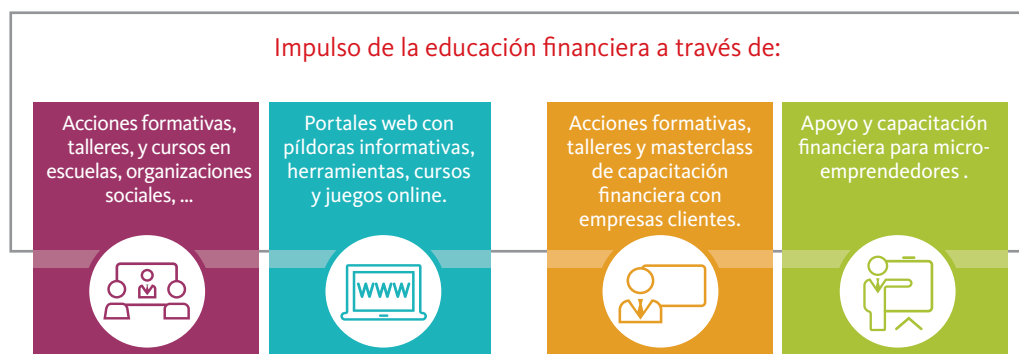 Impulso de la educación financiera a través de:
Acciones formativas,
talleres, y cursos en
escuelas, organizaciones
sociales, ...
Portales web con
píldoras informativas,
herramientas, cursos
y juegos online.
Acciones formativas,
talleres y masterclass
de capacitación
financiera con
empresas clientes.
Apoyo y capacitación
financiera para micro-
emprendedores .
WWW